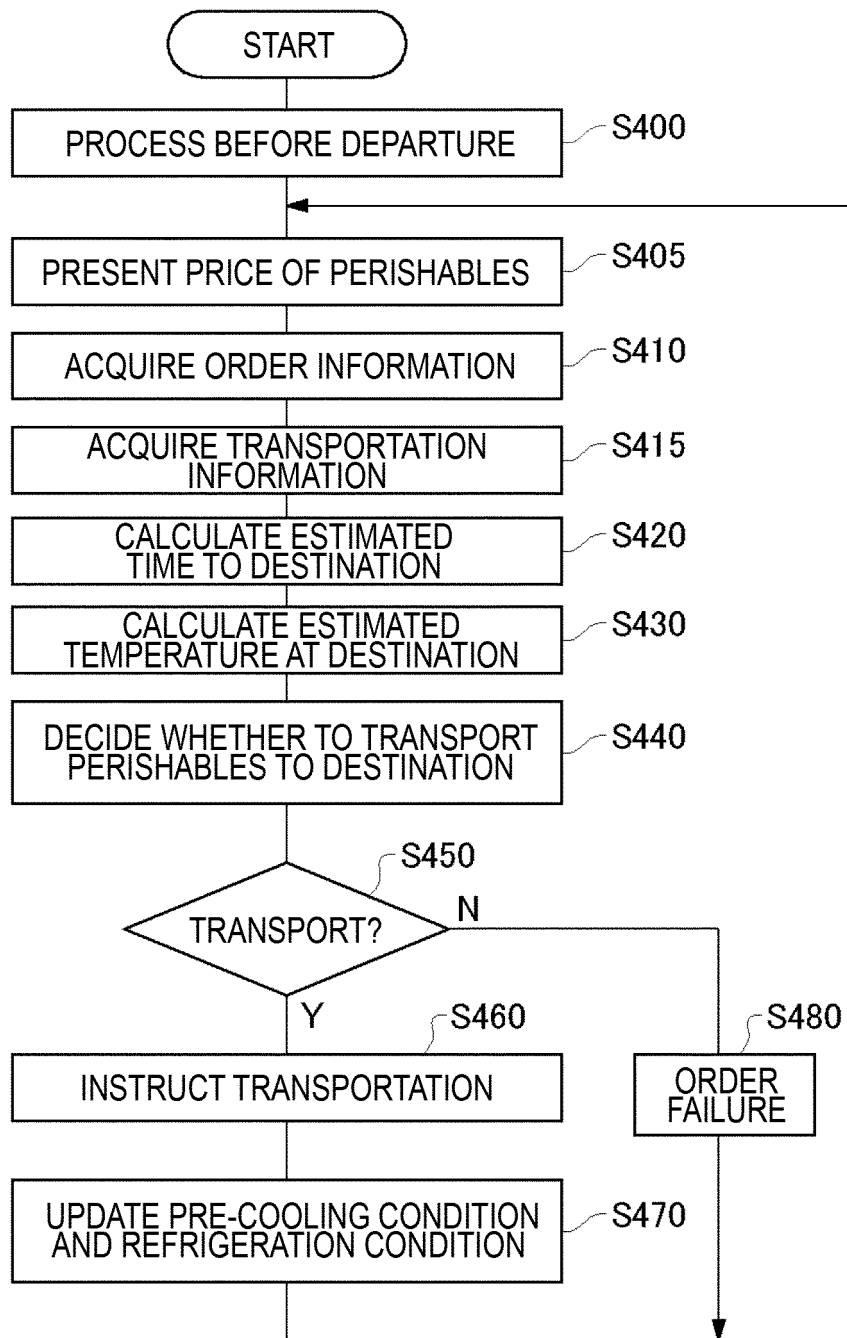 START
PROCESS BEFORE DEPARTURE
S400
PRESENT PRICE OF PERISHABLES
S405
ACQUIRE ORDER INFORMATION
S410
ACQUIRE TRANSPORTATION
INFORMATION
S415
CALCULATE ESTIMATED
TIME TO DESTINATION
S420
CALCULATE ESTIMATED
TEMPERATURE AT DESTINATION
S430
DECIDE WHETHER TO TRANSPORT
PERISHABLES TO DESTINATION
S440
S450
TRANSPORT?
N
Y
S460
INSTRUCT TRANSPORTATION
S480
ORDER
FAILURE
UPDATE PRE-COOLING CONDITION
AND REFRIGERATION CONDITION
S470